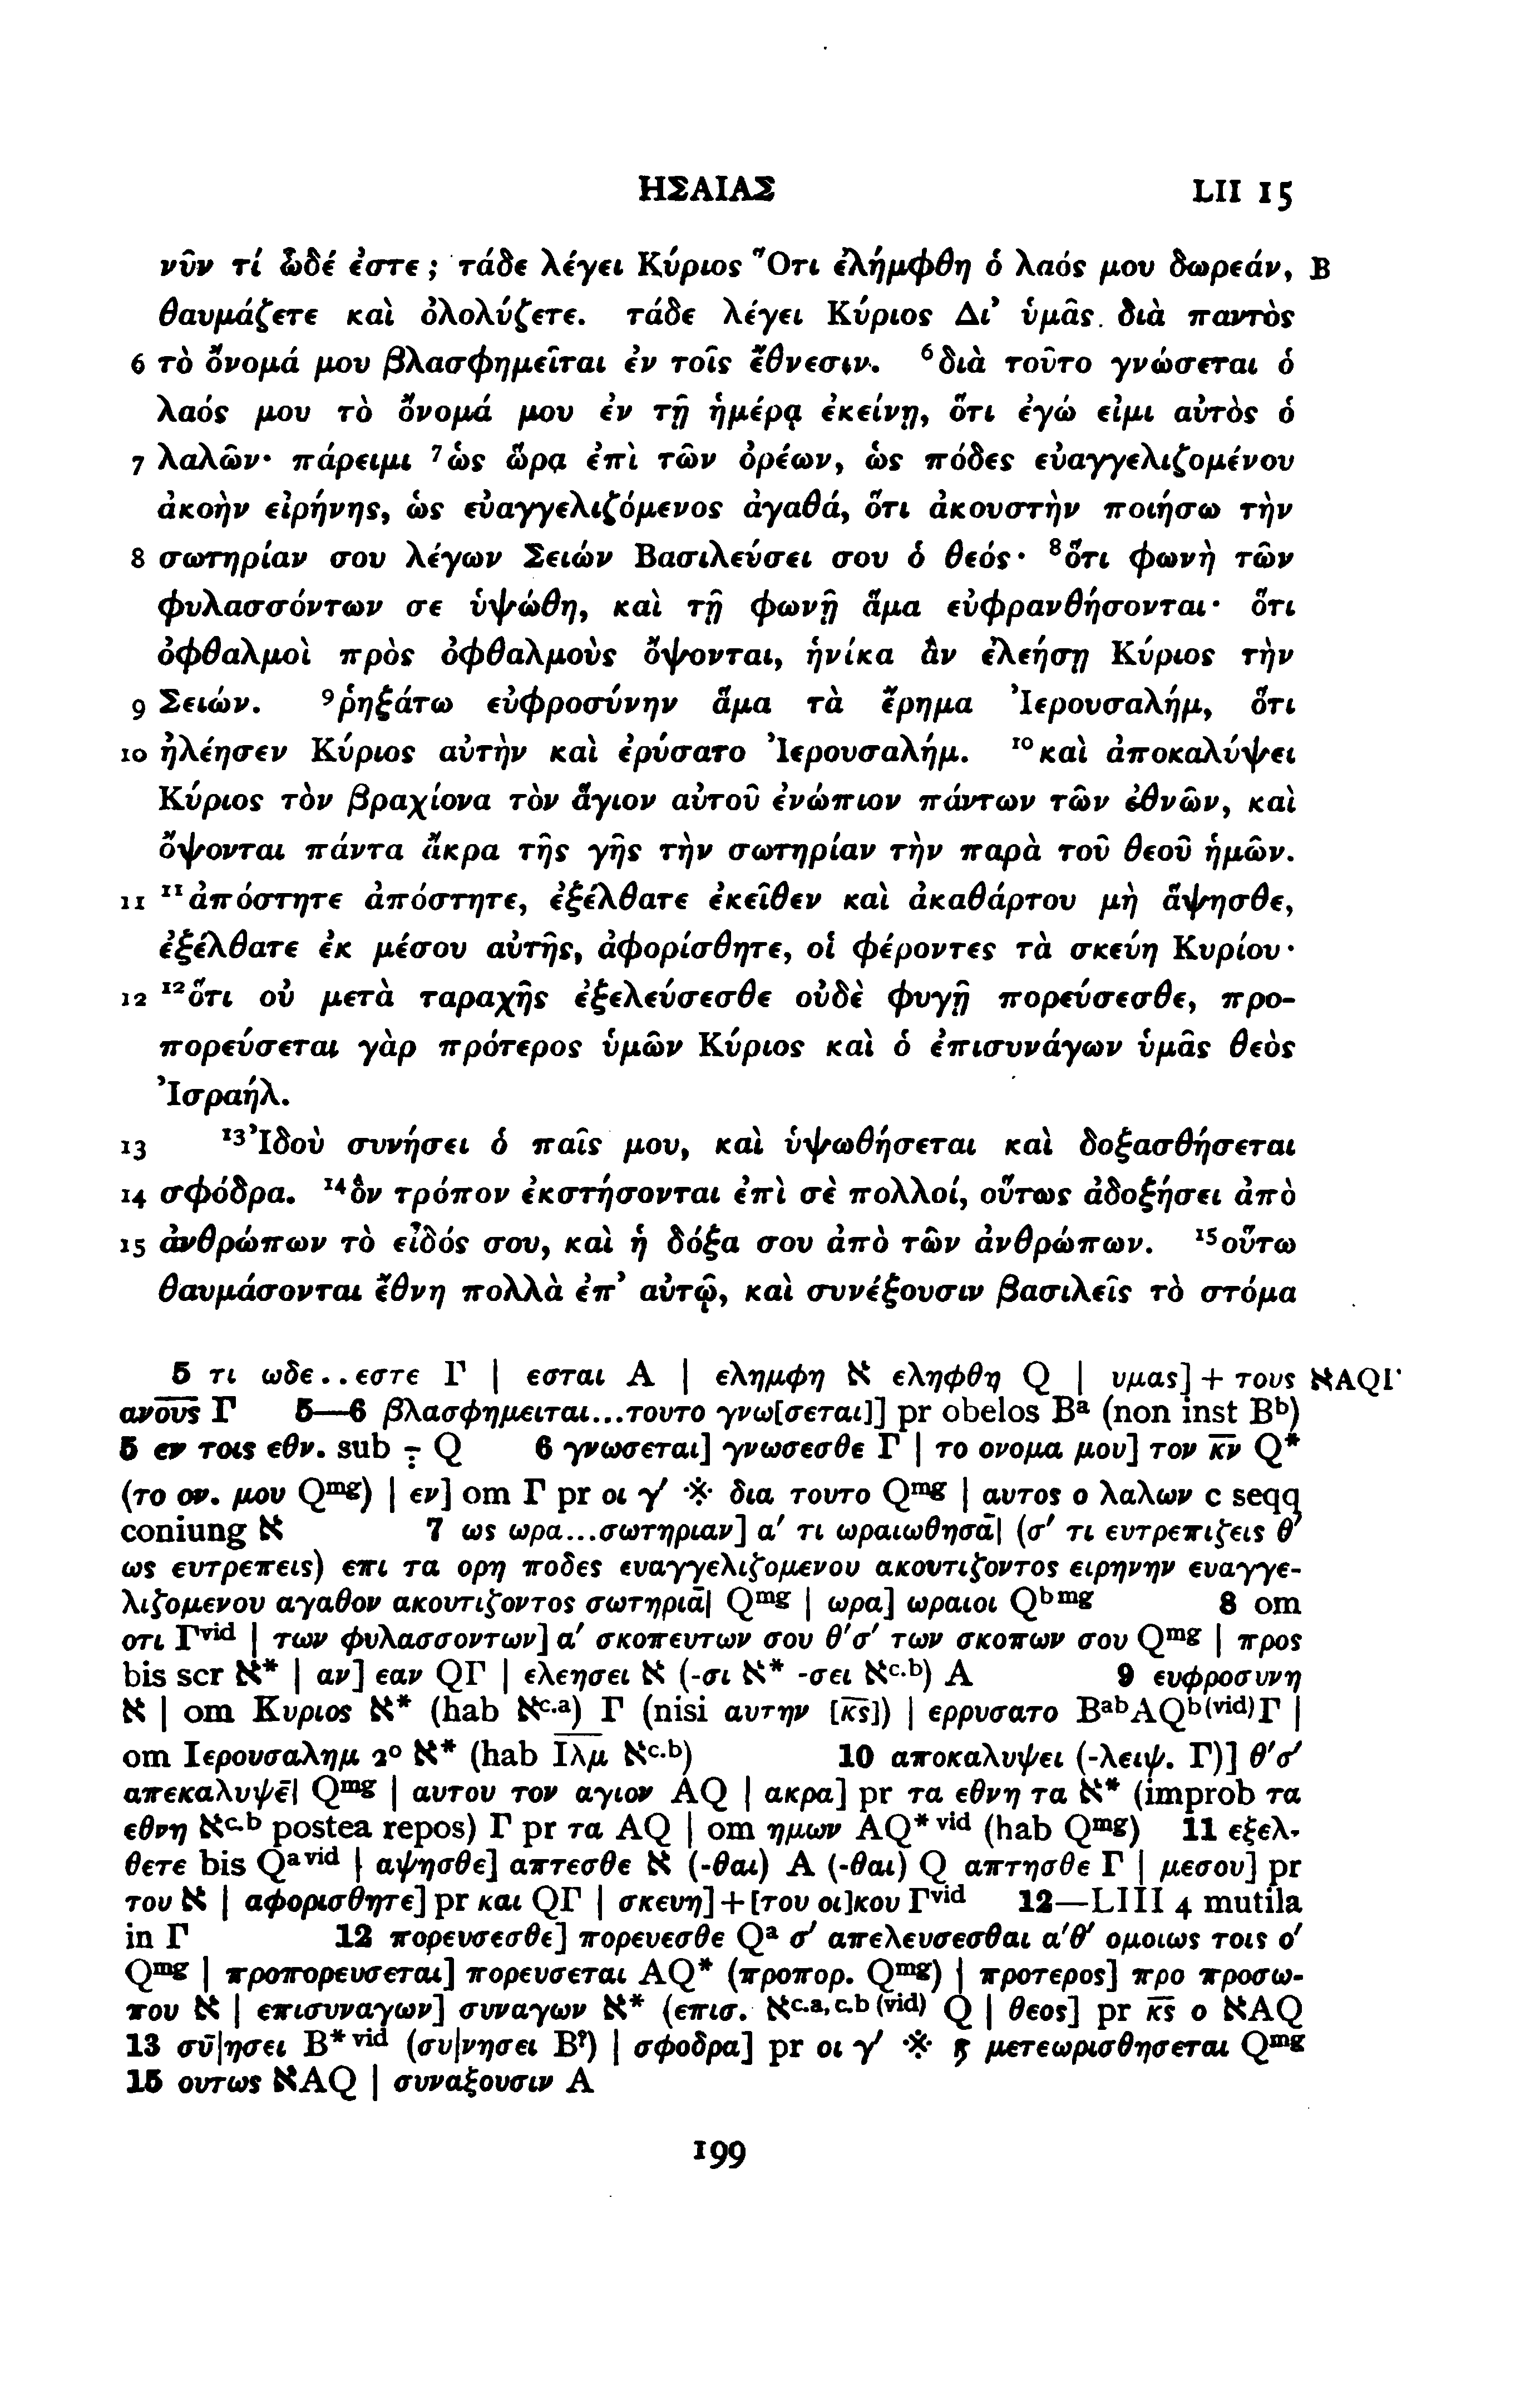 ΗΣΑΙΑΣ LII 15
νῦν τί ὧδέ ἐστε; τάδε λέγει Κύριος Ὅτι ἐλήμφθη ὁ λαός μου δωρεάν, B
θαυμάζετε καὶ ὀλολύζετε. τάδε λέγει Κύριος Δι᾽ ὑμᾶς διὰ παντὸς
6 τὸ ὄνομά μου βλασφημεῖται ἐν τοῖς ἔθνεσιν. ⁶διὰ τοῦτο γνώσεται ὁ
λαός μου τὸ ὄνομά μου ἐν τῇ ἡμέρᾳ ἐκείνῃ, ὅτι ἐγώ εἰμι αὐτὸς ὁ
7 λαλῶν· πάρειμι ⁷ὡς ὥρα ἐπὶ τῶν ὀρέων, ὡς πόδες εὐαγγελιζομένου
ἀκοὴν εἰρήνης, ὡς εὐαγγελιζόμενος ἀγαθά, ὅτι ἀκουστὴν ποιήσω τὴν
8 σωτηρίαν σου λέγων Σειών Βασιλεύσει σου ὁ θεός· ⁸ὅτι φωνὴ τῶν
φυλασσόντων σε ὑψώθη, καὶ τῇ φωνῇ ἅμα εὐφρανθήσονται· ὅτι
ὀφθαλμοὶ πρὸς ὀφθαλμοὺς ὄψονται, ἡνίκα ἂν ἐλεήσῃ Κύριος τὴν
9 Σειών. ⁹ῥηξάτω εὐφροσύνην ἅμα τὰ ἔρημα Ἰερουσαλήμ, ὅτι
10 ἠλέησεν Κύριος αὐτὴν καὶ ἐρύσατο Ἰερουσαλήμ. ¹⁰καὶ ἀποκαλύψει
Κύριος τὸν βραχίονα τὸν ἅγιον αὐτοῦ ἐνώπιον πάντων τῶν ἐθνῶν, καὶ
ὄψονται πάντα ἄκρα τῆς γῆς τὴν σωτηρίαν τὴν παρὰ τοῦ θεοῦ ἡμῶν.
11 ¹¹ἀπόστητε ἀπόστητε, ἐξέλθατε ἐκεῖθεν καὶ ἀκαθάρτου μὴ ἅψησθε,
ἐξέλθατε ἐκ μέσου αὐτῆς, ἀφορίσθητε, οἱ φέροντες τὰ σκεύη Κυρίου·
12 ¹²ὅτι οὐ μετὰ ταραχῆς ἐξελεύσεσθε οὐδὲ φυγῇ πορεύσεσθε, προ-
πορεύσεται γὰρ πρότερος ὑμῶν Κύριος καὶ ὁ ἐπισυνάγων ὑμᾶς θεὸς
Ἰσραήλ.
13 ¹³Ἰδοὺ συνήσει ὁ παῖς μου, καὶ ὑψωθήσεται καὶ δοξασθήσεται
14 σφόδρα. ¹⁴ὃν τρόπον ἐκστήσονται ἐπὶ σὲ πολλοί, οὕτως ἀδοξήσει ἀπὸ
15 ἀνθρώπων τὸ εἶδός σου, καὶ ἡ δόξα σου ἀπὸ τῶν ἀνθρώπων. ¹⁵οὕτω
θαυμάσονται ἔθνη πολλὰ ἐπ᾽ αὐτῷ, καὶ συνέξουσιν βασιλεῖς τὸ στόμα
5 τι ωδε..εστε Γ | εσται A | ελημφη ℵ εληφθη Q | υμας]+τους ℵAQΓ
α̅ν̅ο̅υ̅ς̅ Γ 5—6 βλασφημειται...τουτο γνω[σεται]] pr obelos Bᵃ (non inst Bᵇ)
5 εν τοις εθν. sub ÷ Q 6 γνωσεται] γνωσεσθε Γ | το ονομα μου] τον κ̅ν̅ Q*
(το ον. μου Qᵐᵍ) | εν] om Γ pr οι γ′ ※ δια τουτο Qᵐᵍ | αυτος ο λαλων c seqq
coniung ℵ 7 ως ωρα...σωτηριαν] α′ τι ωραιωθησα̅| (σ′ τι ευτρεπιζεις θ′
ως ευτρεπεις) επι τα ορη ποδες ευαγγελιζομενου ακουτιζοντος ειρηνην ευαγγε-
λιζομενου αγαθον ακουτιζοντος σωτηρια̅| Qᵐᵍ | ωρα] ωραιοι Qᵇᵐᵍ 8 om
οτι Γᵛⁱᵈ | των φυλασσοντων] α′ σκοπευτων σου θ′σ′ των σκοπων σου Qᵐᵍ | προς
bis scr ℵ* | αν] εαν QΓ | ελεησει ℵ (-σι ℵ* -σει ℵᶜ·ᵇ) A 9 ευφροσυνη
ℵ | om Κυριος ℵ* (hab ℵᶜ·ᵃ) Γ (nisi αυτην [κ̅ς̅]) | ερρυσατο BᵃᵇAQᵇ⁽ᵛⁱᵈ⁾Γ |
om Ιερουσαλημ 2° ℵ* (hab Ι̅λ̅μ̅ ℵᶜ·ᵇ) 10 αποκαλυψει (-λειψ. Γ)] θ′σ′
απεκαλυψε̅| Qᵐᵍ | αυτου τον αγιον AQ | ακρα] pr τα εθνη τα ℵ* (improb τα
εθνη ℵᶜ·ᵇ postea repos) Γ pr τα AQ | om ημων AQ*ᵛⁱᵈ (hab Qᵐᵍ) 11 εξελ-
θετε bis Qᵃᵛⁱᵈ | αψησθε] απτεσθε ℵ (-θαι) A (-θαι) Q απτησθε Γ | μεσου] pr
του ℵ | αφορισθητε] pr και QΓ | σκευη]+[του οι]κου Γᵛⁱᵈ 12—LIII 4 mutila
in Γ 12 πορευσεσθε] πορευεσθε Qᵃ σ′ απελευσεσθαι α′θ′ ομοιως τοις ο′
Qᵐᵍ | προπορευσεται] πορευσεται AQ* (προπορ. Qᵐᵍ) | προτερος] προ προσω-
που ℵ | επισυναγων] συναγων ℵ* (επισ. ℵᶜ·ᵃ,ᶜ·ᵇ⁽ᵛⁱᵈ⁾ Q | θεος] pr κ̅ς̅ ο ℵAQ
13 συ̅|ησει B*ᵛⁱᵈ (συ|νησει B?) | σφοδρα] pr οι γ′ ※ ϗ μετεωρισθησεται Qᵐᵍ
15 ουτως ℵAQ | συναξουσιν A
199